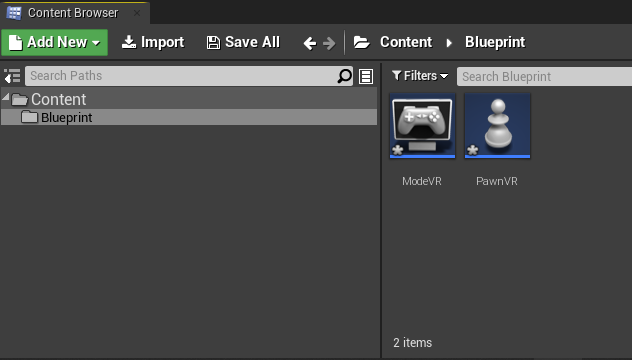 Content Browser
Add New Import Save All Content Blueprint
Search Paths
Filters Search Blueprint
Content
Blueprint
ModeVR PawnVR
2 items